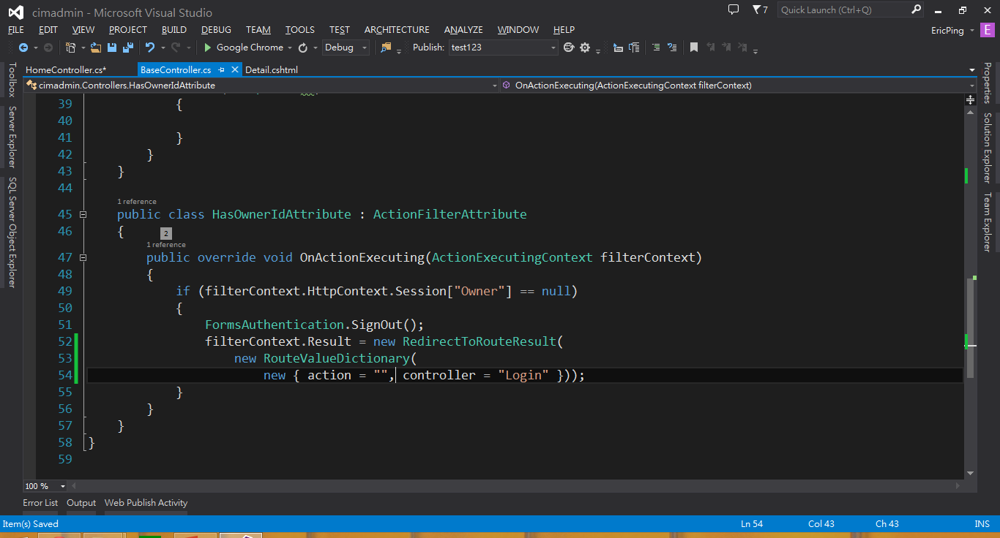 cimadmin - Microsoft Visual Studio
7
Quick Launch (Ctrl+Q)
FILE EDIT VIEW PROJECT BUILD DEBUG TEAM TOOLS TEST ARCHITECTURE ANALYZE WINDOW HELP
EricPing
E
Google Chrome
Debug
Publish:
test123
HomeController.cs*
BaseController.cs
Detail.cshtml
cimadmin.Controllers.HasOwnerIdAttribute
OnActionExecuting(ActionExecutingContext filterContext)
Toolbox
Server Explorer
SQL Server Object Explorer
39 {
40
41 }
42 }
43 }
44
1 reference
45 public class HasOwnerIdAttribute : ActionFilterAttribute
46 {
2
1 reference
47 public override void OnActionExecuting(ActionExecutingContext filterContext)
48 {
49 if (filterContext.HttpContext.Session["Owner"] == null)
50 {
51 FormsAuthentication.SignOut();
52 filterContext.Result = new RedirectToRouteResult(
53 new RouteValueDictionary(
54 new { action = "", controller = "Login" }));
55 }
56 }
57 }
58 }
59
Properties
Solution Explorer
Team Explorer
100 %
Error List Output Web Publish Activity
Item(s) Saved
Ln 54 Col 43 Ch 43 INS